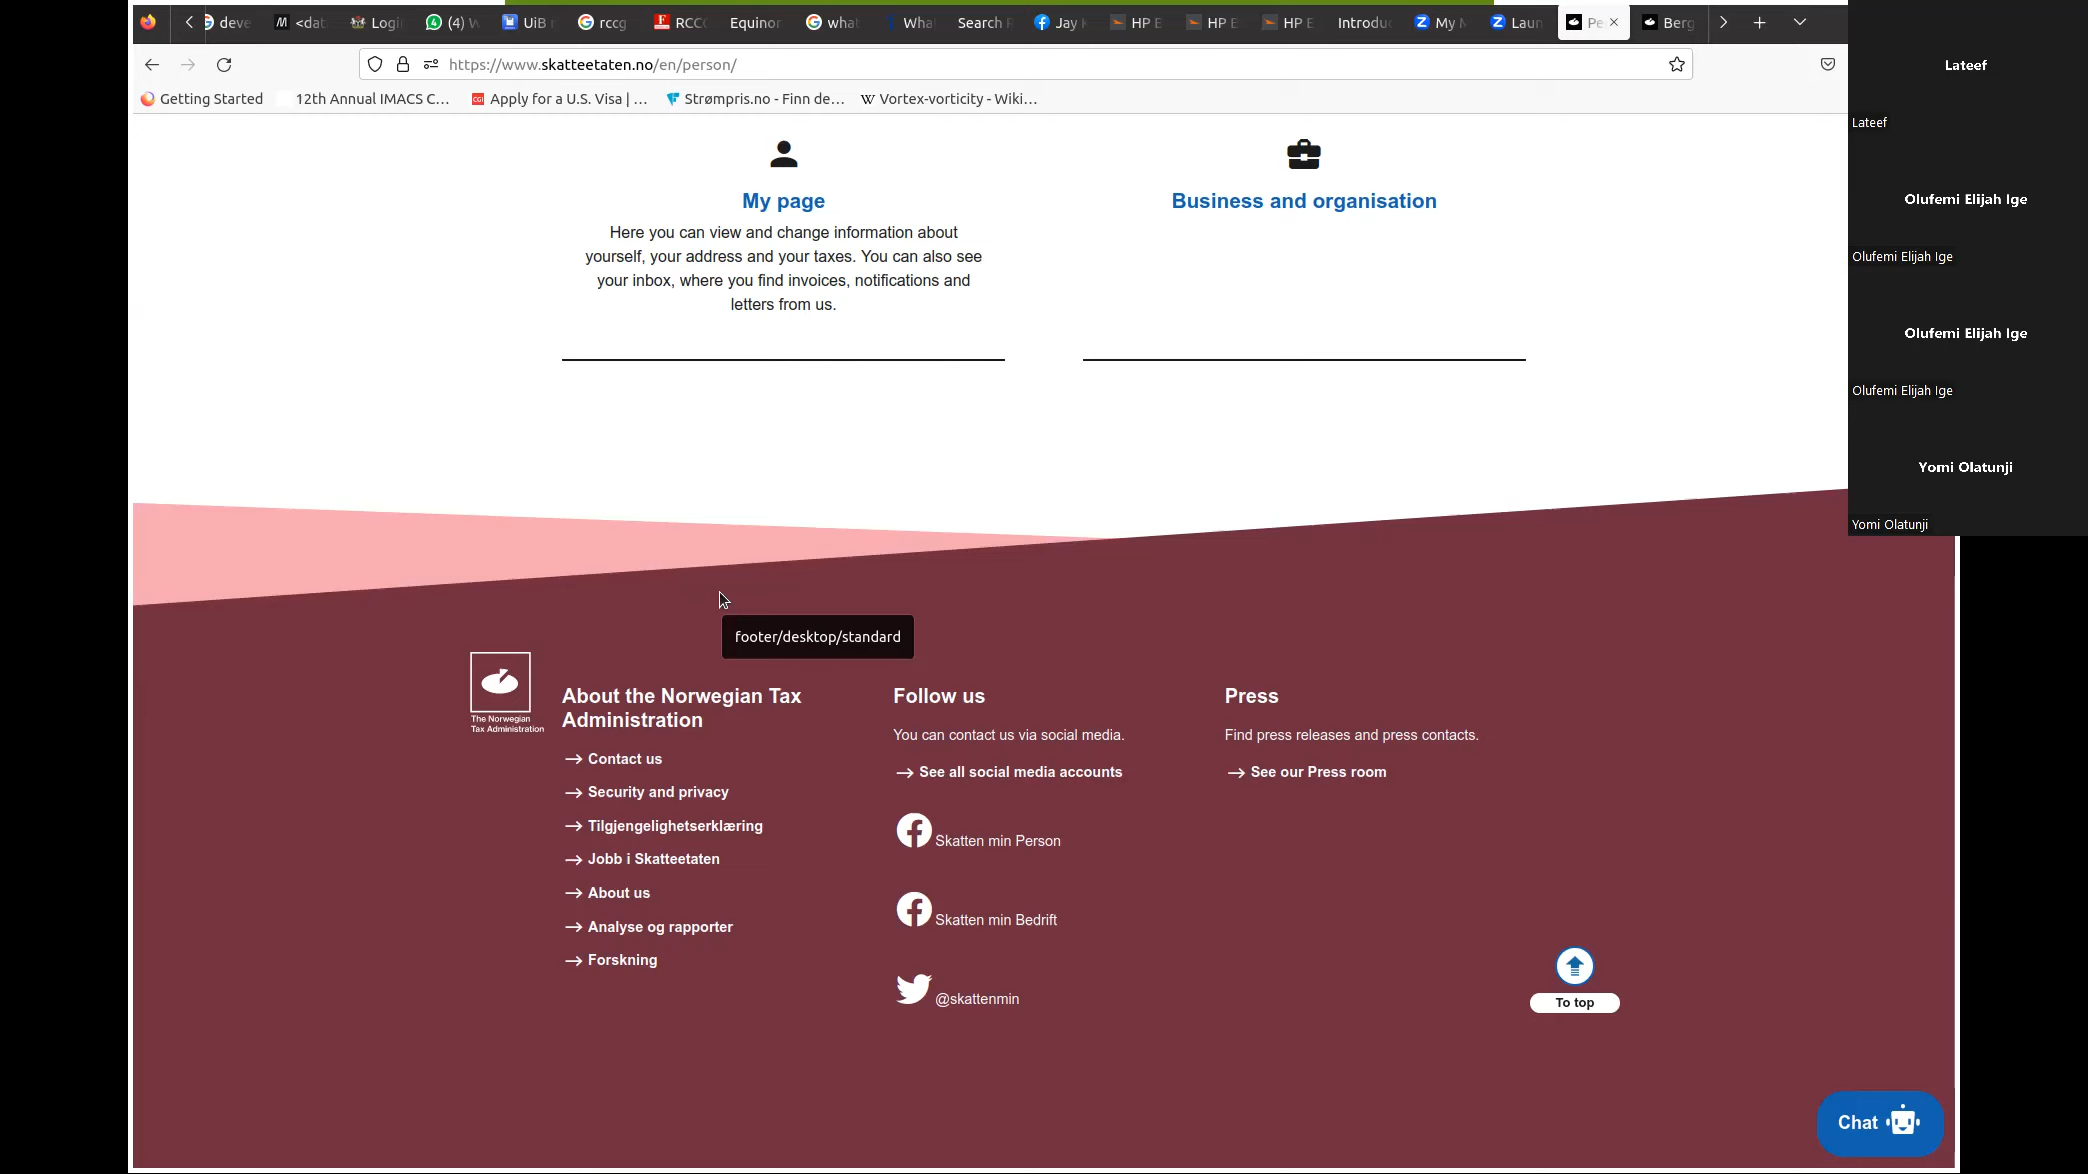 deve
<dat
Logi
(4) W
UiB
rccg
RCCG
Equinor
what
Wha
Search R
Jay
HP E
HP E
HP E
Introdu
My
Laun
Pe
Berg
https://www.skatteetaten.no/en/person/
Getting Started
12th Annual IMACS C...
CGI
Apply for a U.S. Visa | ...
Strømpris.no - Finn de...
W Vortex-vorticity - Wiki...
Lateef
Lateef
Olufemi Elijah Ige
Olufemi Elijah Ige
Olufemi Elijah Ige
Olufemi Elijah Ige
Yomi Olatunji
Yomi Olatunji
My page
Here you can view and change information about
yourself, your address and your taxes. You can also see
your inbox, where you find invoices, notifications and
letters from us.
Business and organisation
footer/desktop/standard
The Norwegian
Tax Administration
About the Norwegian Tax
Administration
Contact us
Security and privacy
Tilgjengelighetserklæring
Jobb i Skatteetaten
About us
Analyse og rapporter
Forskning
Follow us
You can contact us via social media.
See all social media accounts
Skatten min Person
Skatten min Bedrift
@skattenmin
Press
Find press releases and press contacts.
See our Press room
To top
Chat